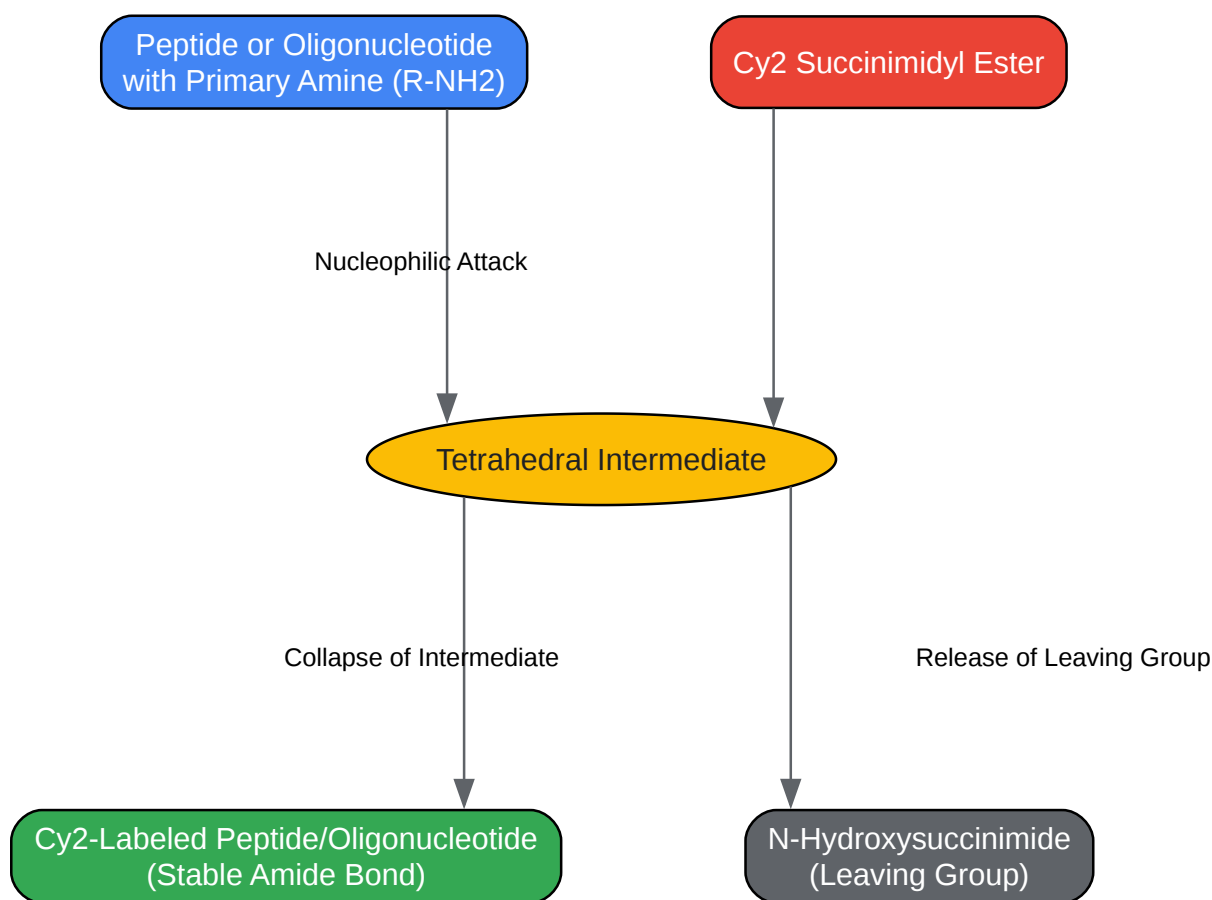 Peptide or Oligonucleotide
with Primary Amine (R-NH2)
Cy2 Succinimidyl Ester
Nucleophilic Attack
Tetrahedral Intermediate
Collapse of Intermediate
Release of Leaving Group
Cy2-Labeled Peptide/Oligonucleotide
(Stable Amide Bond)
N-Hydroxysuccinimide
(Leaving Group)